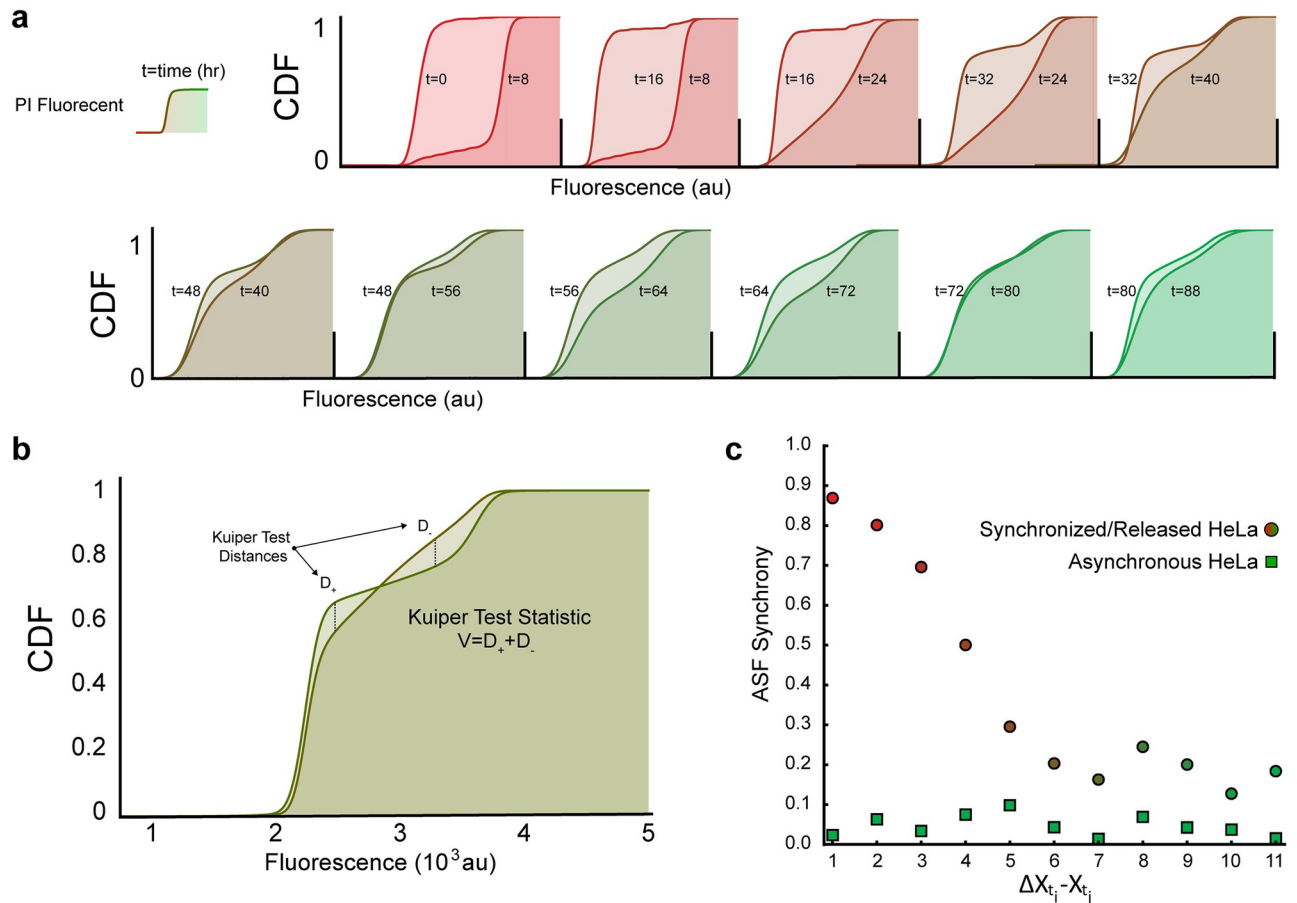 a
t=time (hr)
PI Fluorecent
CDF
1
0
t=0
t=8
t=16
t=8
t=16
t=24
t=32
t=24
t=32
t=40
Fluorescence (au)
CDF
1
0
t=48
t=40
t=48
t=56
t=56
t=64
t=64
t=72
t=72
t=80
t=80
t=88
Fluorescence (au)
b
CDF
1
0.8
0.6
0.4
0.2
0
Kuiper Test
Distances
D-
D+
Kuiper Test Statistic
V=D++D-
1
2
3
4
5
Fluorescence (10³au)
c
ASF Synchrony
1.0
0.9
0.8
0.7
0.6
0.5
0.4
0.3
0.2
0.1
0.0
Synchronized/Released HeLa
Asynchronous HeLa
1
2
3
4
5
6
7
8
9
10
11
ΔXti-Xtj